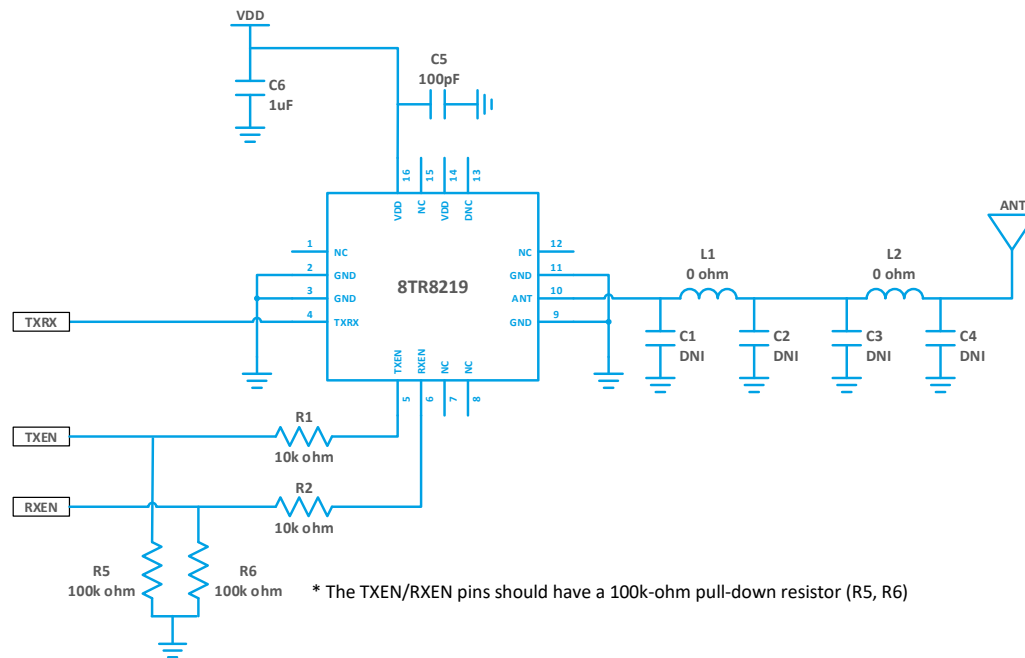 VDD
C6
1uF
C5
100pF
16
15
14
13
VDD
NC
VDD
DNC
1
NC
2
GND
3
GND
4
TXRX
8TR8219
NC
12
GND
11
ANT
10
GND
9
TXEN
RXEN
NC
NC
5
6
7
8
L1
0 ohm
L2
0 ohm
ANT
C1
DNI
C2
DNI
C3
DNI
C4
DNI
TXRX
TXEN
RXEN
R1
10k ohm
R2
10k ohm
R5
100k ohm
R6
100k ohm
* The TXEN/RXEN pins should have a 100k-ohm pull-down resistor (R5, R6)